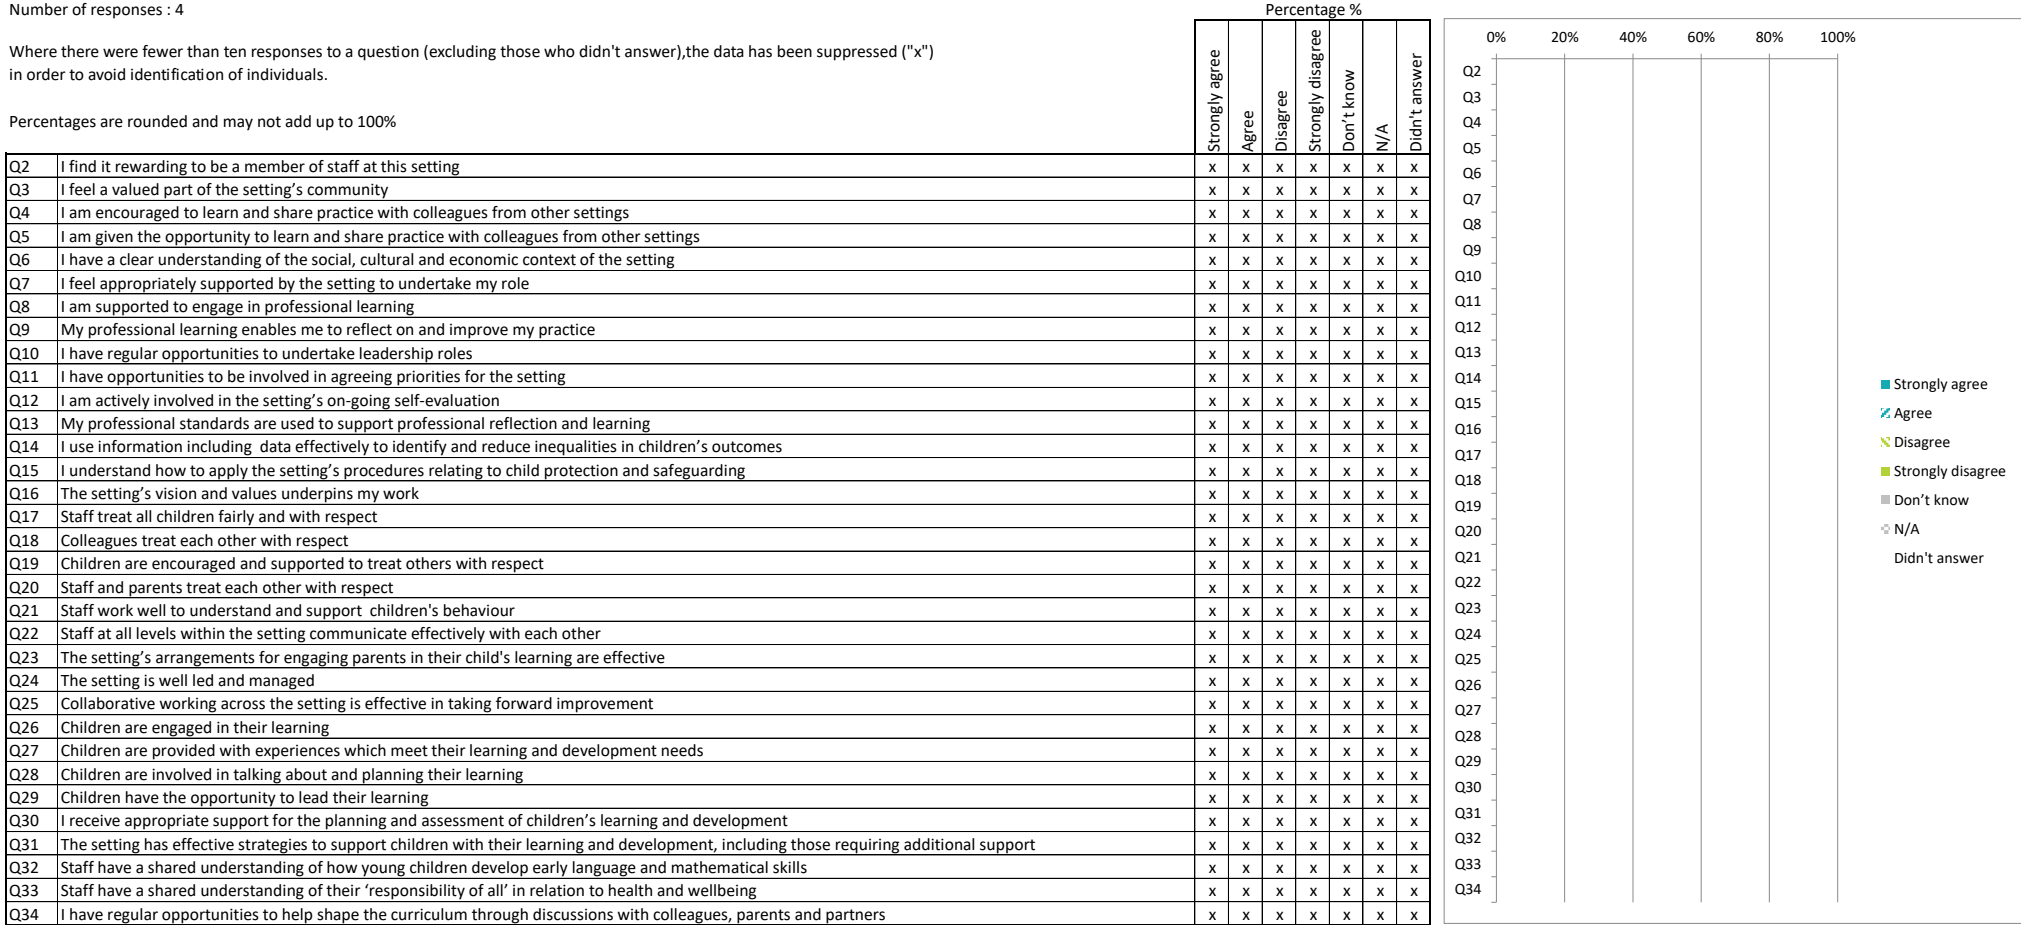 Number of responses : 4
Percentage %
Where there were fewer than ten responses to a question (excluding those who didn't answer),the data has been suppressed ("x")
in order to avoid identification of individuals.
Percentages are rounded and may not add up to 100%
Strongly agree
Agree
Disagree
Strongly disagree
Don't know
N/A
Didn't answer
Q2 I find it rewarding to be a member of staff at this setting x x x x x x x
Q3 I feel a valued part of the setting's community x x x x x x x
Q4 I am encouraged to learn and share practice with colleagues from other settings x x x x x x x
Q5 I am given the opportunity to learn and share practice with colleagues from other settings x x x x x x x
Q6 I have a clear understanding of the social, cultural and economic context of the setting x x x x x x x
Q7 I feel appropriately supported by the setting to undertake my role x x x x x x x
Q8 I am supported to engage in professional learning x x x x x x x
Q9 My professional learning enables me to reflect on and improve my practice x x x x x x x
Q10 I have regular opportunities to undertake leadership roles x x x x x x x
Q11 I have opportunities to be involved in agreeing priorities for the setting x x x x x x x
Q12 I am actively involved in the setting's on-going self-evaluation x x x x x x x
Q13 My professional standards are used to support professional reflection and learning x x x x x x x
Q14 I use information including  data effectively to identify and reduce inequalities in children's outcomes x x x x x x x
Q15 I understand how to apply the setting's procedures relating to child protection and safeguarding x x x x x x x
Q16 The setting's vision and values underpins my work x x x x x x x
Q17 Staff treat all children fairly and with respect x x x x x x x
Q18 Colleagues treat each other with respect x x x x x x x
Q19 Children are encouraged and supported to treat others with respect x x x x x x x
Q20 Staff and parents treat each other with respect x x x x x x x
Q21 Staff work well to understand and support  children's behaviour x x x x x x x
Q22 Staff at all levels within the setting communicate effectively with each other x x x x x x x
Q23 The setting's arrangements for engaging parents in their child's learning are effective x x x x x x x
Q24 The setting is well led and managed x x x x x x x
Q25 Collaborative working across the setting is effective in taking forward improvement x x x x x x x
Q26 Children are engaged in their learning x x x x x x x
Q27 Children are provided with experiences which meet their learning and development needs x x x x x x x
Q28 Children are involved in talking about and planning their learning x x x x x x x
Q29 Children have the opportunity to lead their learning x x x x x x x
Q30 I receive appropriate support for the planning and assessment of children's learning and development x x x x x x x
Q31 The setting has effective strategies to support children with their learning and development, including those requiring additional support x x x x x x x
Q32 Staff have a shared understanding of how young children develop early language and mathematical skills x x x x x x x
Q33 Staff have a shared understanding of their 'responsibility of all' in relation to health and wellbeing x x x x x x x
Q34 I have regular opportunities to help shape the curriculum through discussions with colleagues, parents and partners x x x x x x x
0% 20% 40% 60% 80% 100%
Q2
Q3
Q4
Q5
Q6
Q7
Q8
Q9
Q10
Q11
Q12
Q13
Q14
Q15
Q16
Q17
Q18
Q19
Q20
Q21
Q22
Q23
Q24
Q25
Q26
Q27
Q28
Q29
Q30
Q31
Q32
Q33
Q34
Strongly agree
Agree
Disagree
Strongly disagree
Don't know
N/A
Didn't answer